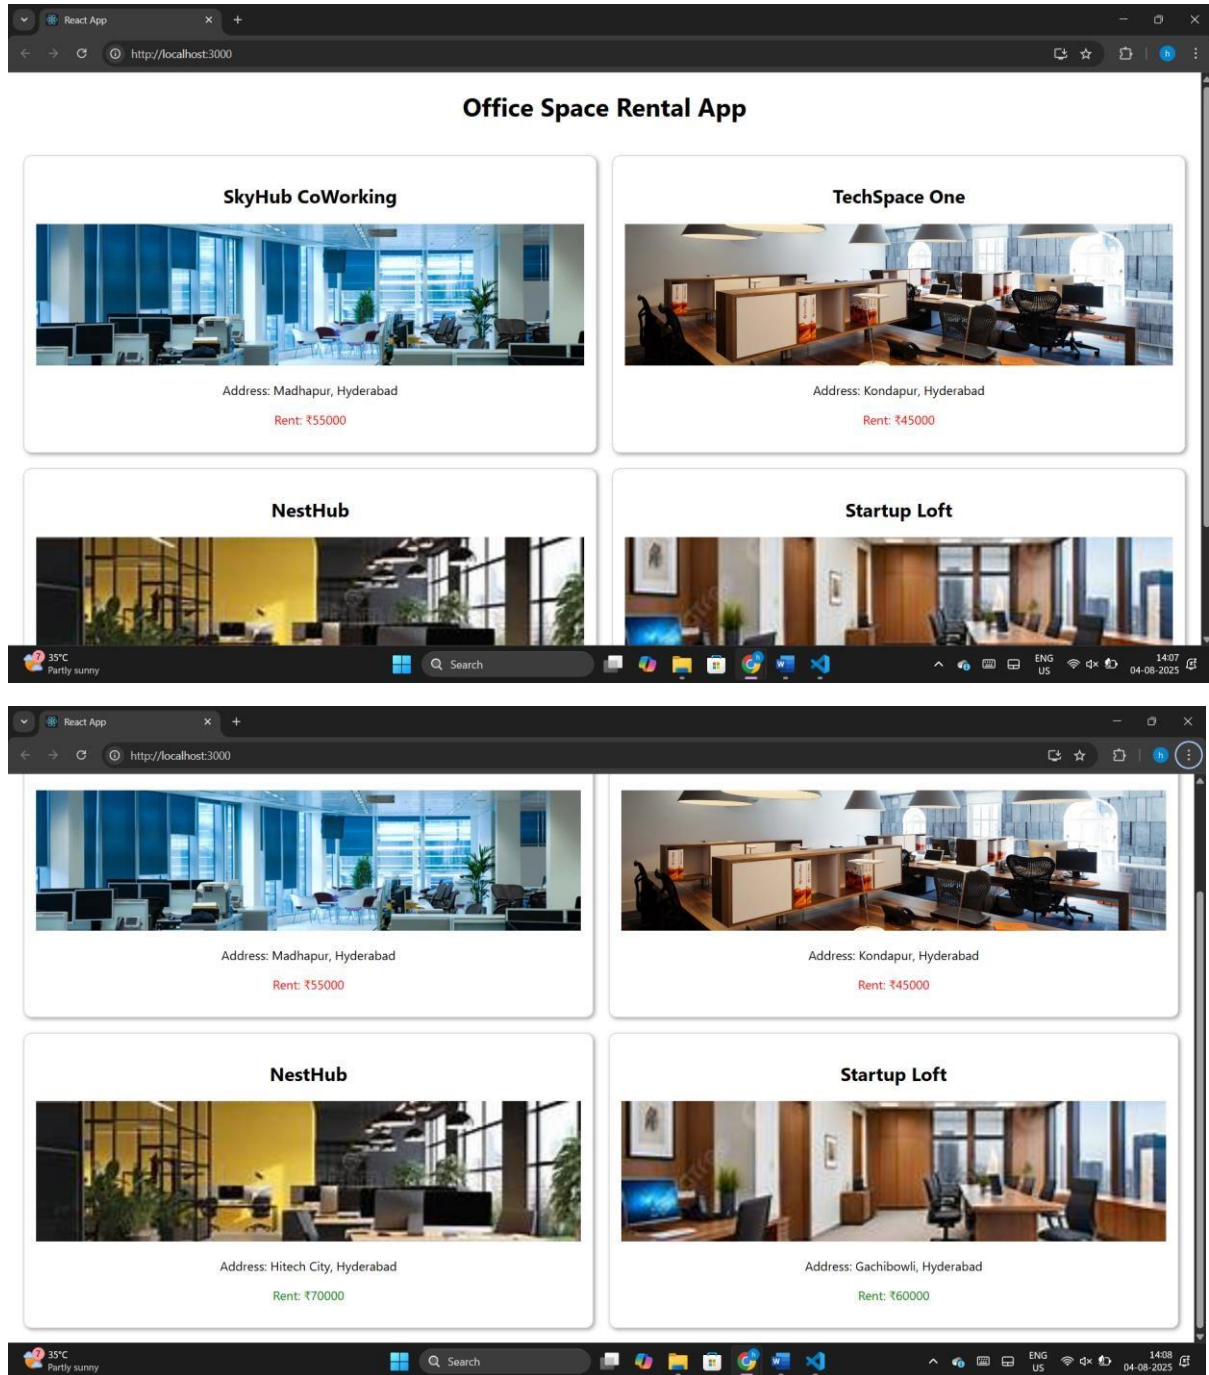 React App
http://localhost:3000
h
Office Space Rental App
SkyHub CoWorking
TechSpace One
Address: Madhapur, Hyderabad
Address: Kondapur, Hyderabad
Rent: ₹55000
Rent: ₹45000
NestHub
Startup Loft
7
35°C
Partly sunny
Search
ENG
US
14:07
04-08-2025
React App
http://localhost:3000
h
Address: Madhapur, Hyderabad
Address: Kondapur, Hyderabad
Rent: ₹55000
Rent: ₹45000
NestHub
Startup Loft
Address: Hitech City, Hyderabad
Address: Gachibowli, Hyderabad
Rent: ₹70000
Rent: ₹60000
7
35°C
Partly sunny
Search
ENG
US
14:08
04-08-2025